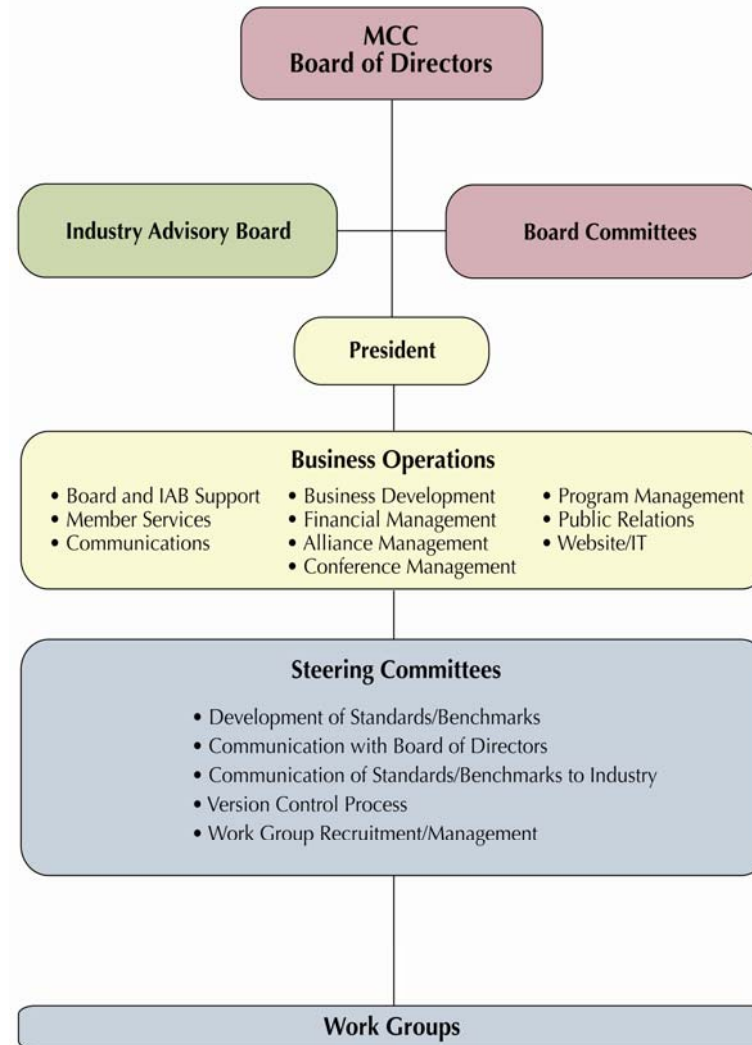 MCC
Board of Directors
Industry Advisory Board
Board Committees
President
Business Operations
• Board and IAB Support
• Member Services
• Communications
• Business Development
• Financial Management
• Alliance Management
• Conference Management
• Program Management
• Public Relations
• Website/IT
Steering Committees
• Development of Standards/Benchmarks
• Communication with Board of Directors
• Communication of Standards/Benchmarks to Industry
• Version Control Process
• Work Group Recruitment/Management
Work Groups